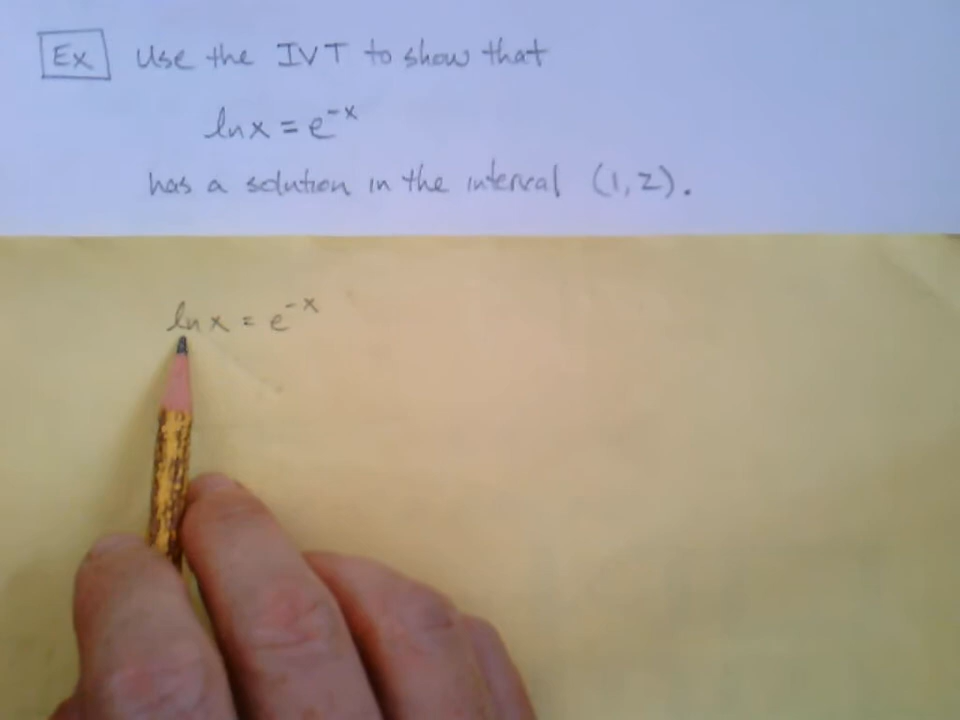 Ex Use the IVT to show that
ln x = e^-x
has a solution in the interval (1,2).
ln x = e^-x